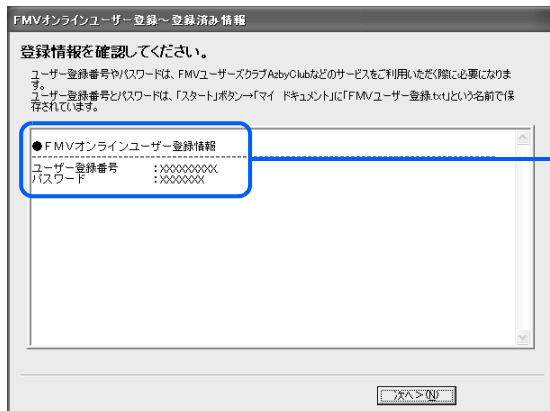 FMVオンラインユーザー登録～登録済み情報
登録情報を確認してください。
ユーザー登録番号やパスワードは、FMVユーザーズクラブAzbyClubなどのサービスをご利用いただく際に必要になりま
す。
ユーザー登録番号とパスワードは、「スタート」ボタン→「マイ ドキュメント」に「FMVユーザー登録.txt」という名前で保
存されています。
●FMVオンラインユーザー登録情報
ユーザー登録番号 :XXXXXXXXX
パスワード :XXXXXXX
次へ>(N)